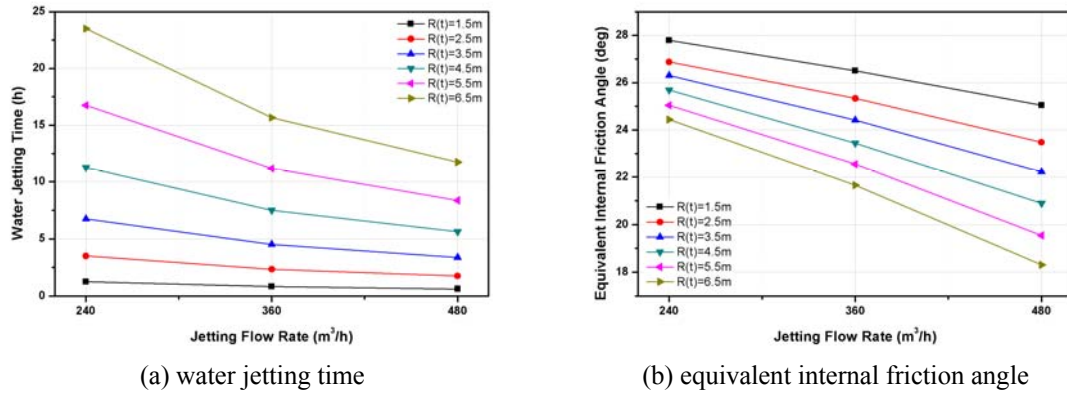 25
20
15
10
5
0
Water Jetting Time (h)
R(t)=1.5m
R(t)=2.5m
R(t)=3.5m
R(t)=4.5m
R(t)=5.5m
R(t)=6.5m
240 360 480
Jetting Flow Rate (m³/h)
(a) water jetting time
28
26
24
22
20
18
Equivalent Internal Friction Angle (deg)
R(t)=1.5m
R(t)=2.5m
R(t)=3.5m
R(t)=4.5m
R(t)=5.5m
R(t)=6.5m
240 360 480
Jetting Flow Rate (m³/h)
(b) equivalent internal friction angle